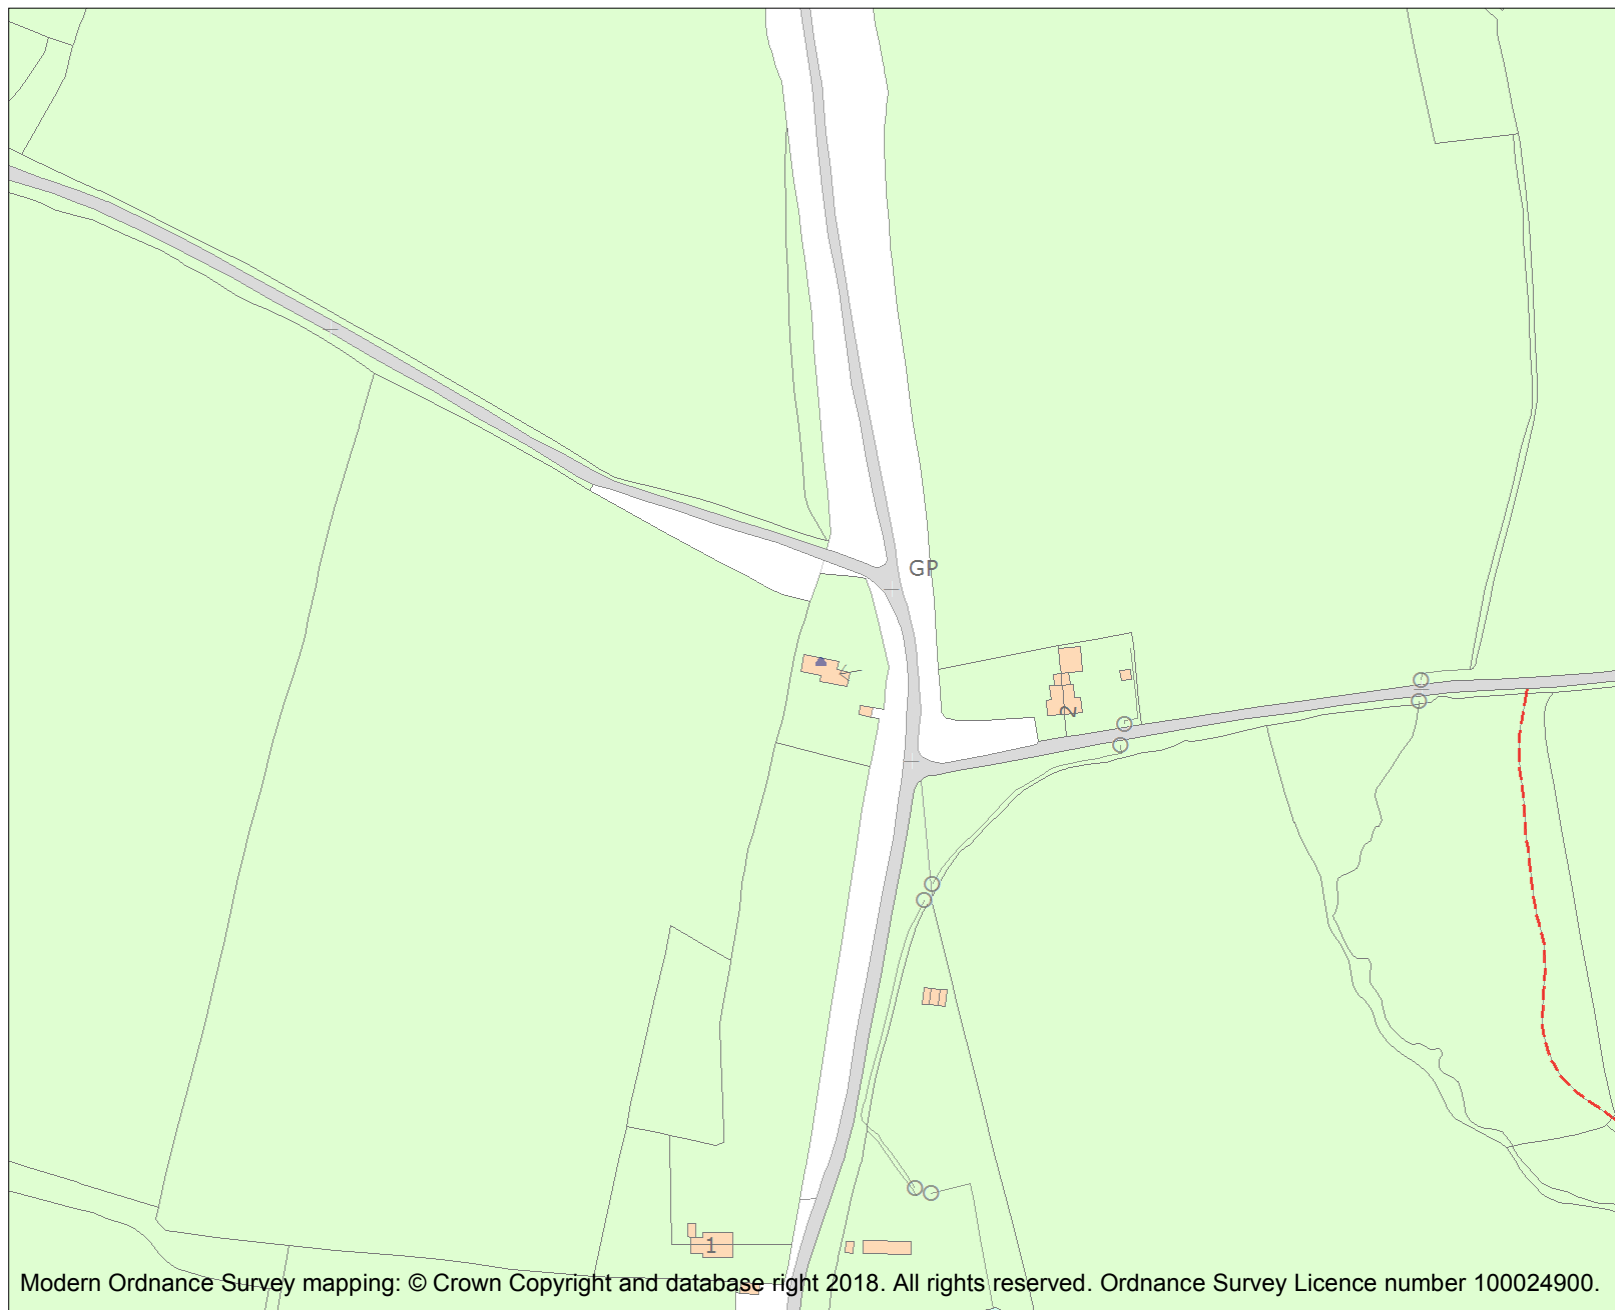 GP
2
1
Modern Ordnance Survey mapping: © Crown Copyright and database right 2018. All rights reserved. Ordnance Survey Licence number 100024900.